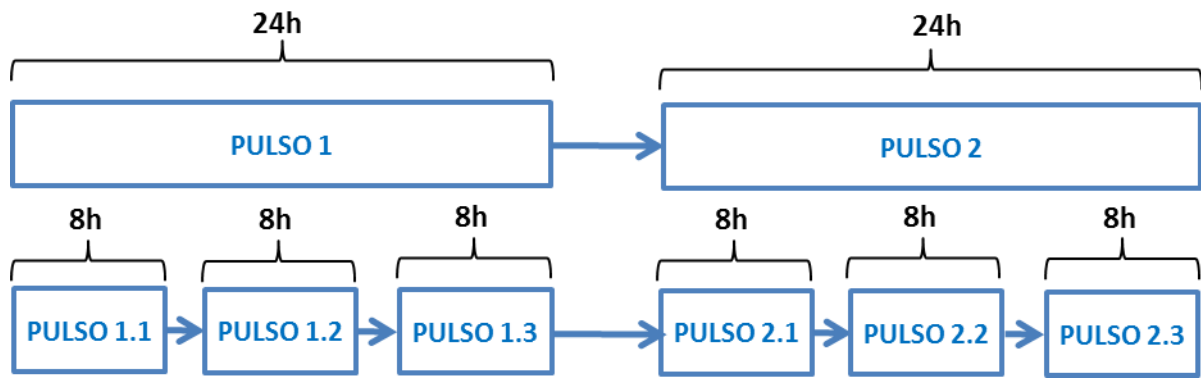 24h
24h
PULSO 1
PULSO 2
8h
8h
8h
8h
8h
8h
PULSO 1.1
PULSO 1.2
PULSO 1.3
PULSO 2.1
PULSO 2.2
PULSO 2.3